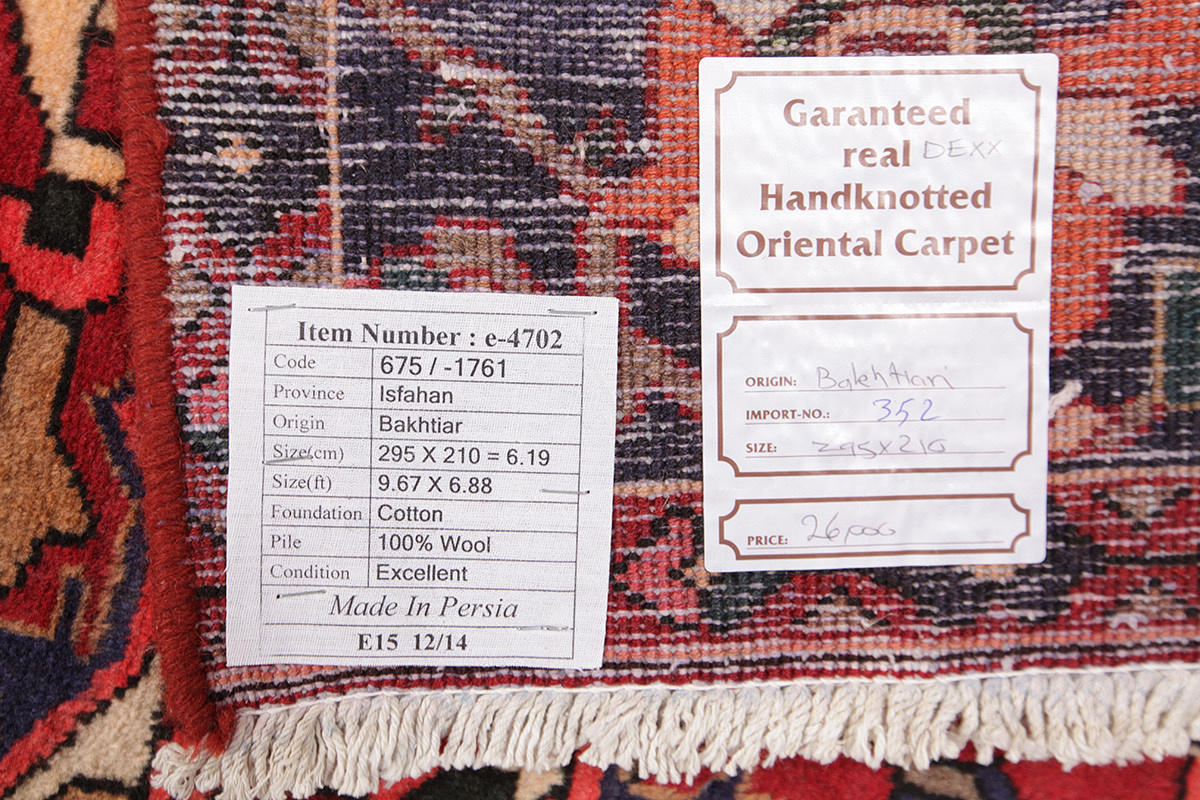 Item Number : e-4702
Code 675 / -1761
Province Isfahan
Origin Bakhtiar
Size(cm) 295 X 210 = 6.19
Size(ft) 9.67 X 6.88
Foundation Cotton
Pile 100% Wool
Condition Excellent
Made In Persia
E15 12/14
Garanteed
real DEXX
Handknotted
Oriental Carpet
ORIGIN: Bakhtiari
IMPORT-NO.: 352
SIZE: 295x210
PRICE: 26,000